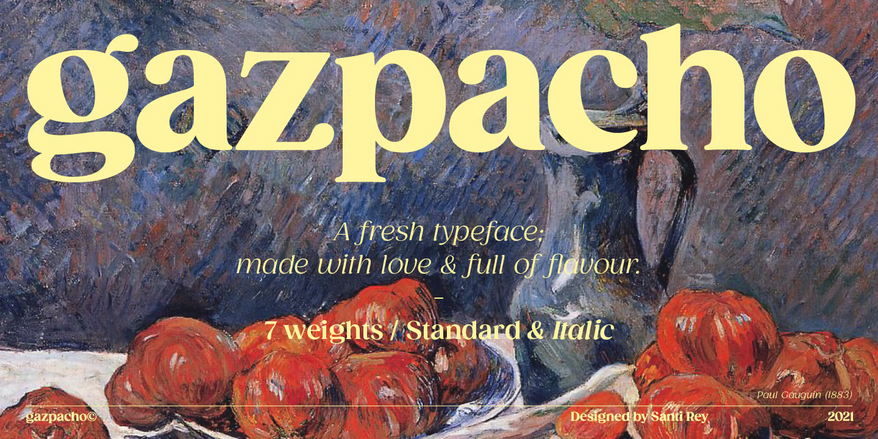 gazpacho
A fresh typeface;
made with love & full of flavour.
–
7 weights / Standard & Italic
Paul Gauguin (1883)
gazpacho©
Designed by Santi Rey
2021